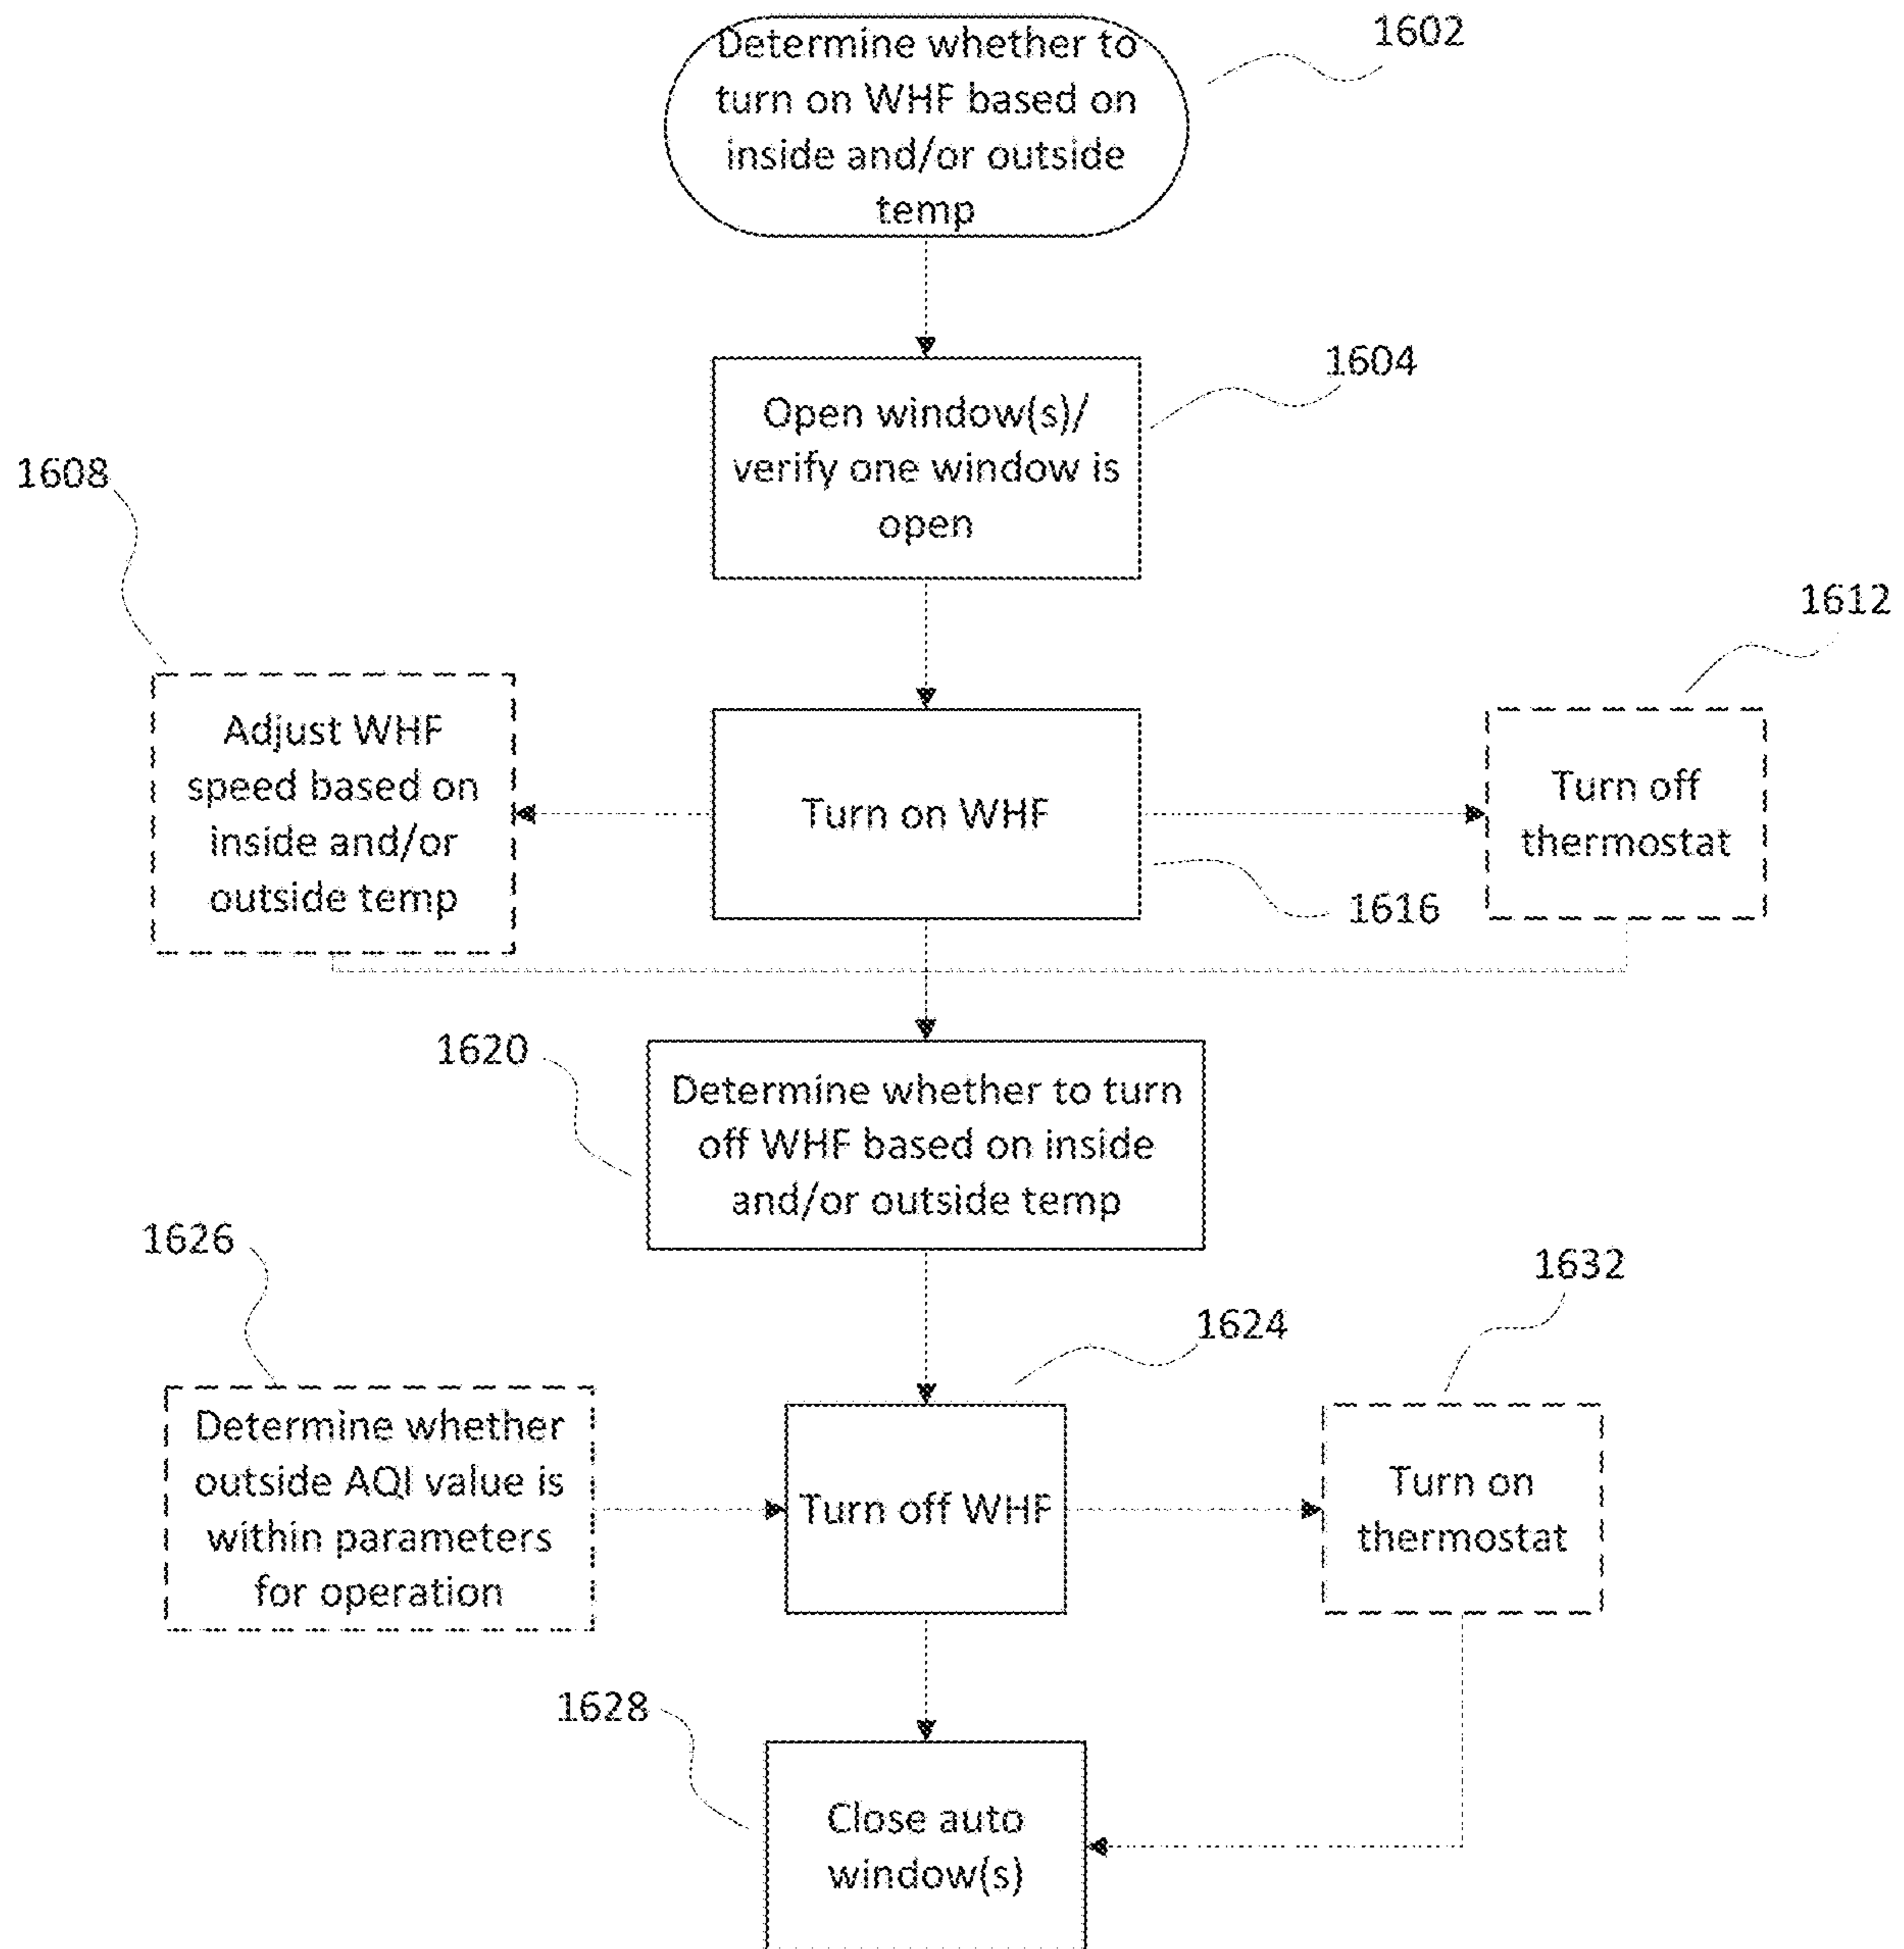 Determine whether to
turn on WHF based on
inside and/or outside
temp
1602
Open window(s)/
verify one window is
open
1604
1608
Adjust WHF
speed based on
inside and/or
outside temp
Turn on WHF
1616
1612
Turn off
thermostat
1620
Determine whether to turn
off WHF based on inside
and/or outside temp
1626
Determine whether
outside AQI value is
within parameters
for operation
1624
Turn off WHF
1632
Turn on
thermostat
1628
Close auto
window(s)